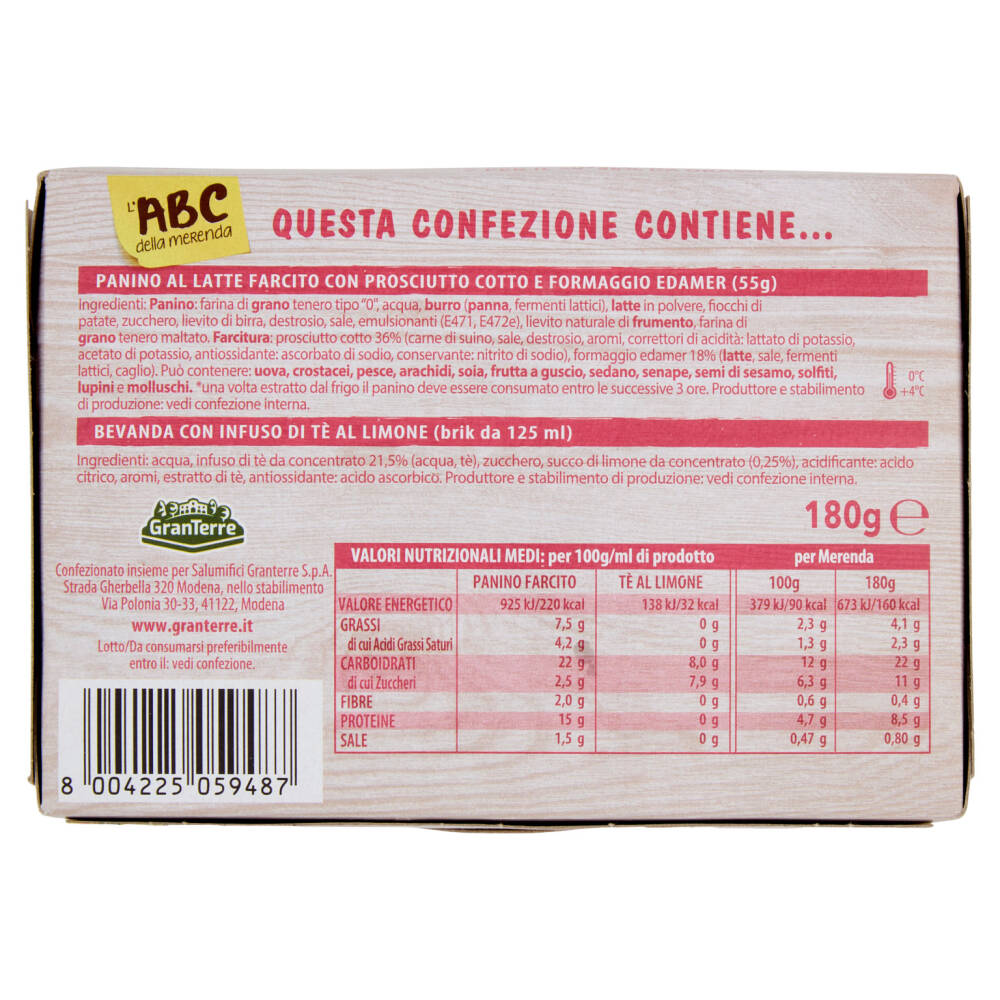 L'ABC
della merenda
QUESTA CONFEZIONE CONTIENE...
PANINO AL LATTE FARCITO CON PROSCIUTTO COTTO E FORMAGGIO EDAMER (55g)
Ingredienti: Panino: farina di grano tenero tipo "0", acqua, burro (panna, fermenti lattici), latte in polvere, fiocchi di
patate, zucchero, lievito di birra, destrosio, sale, emulsionanti (E471, E472e), lievito naturale di frumento, farina di
grano tenero maltato. Farcitura: prosciutto cotto 36% (carne di suino, sale, destrosio, aromi, correttori di acidità: lattato di potassio,
acetato di potassio, antiossidante: ascorbato di sodio, conservante: nitrito di sodio), formaggio edamer 18% (latte, sale, fermenti
lattici, caglio). Può contenere: uova, crostacei, pesce, arachidi, soia, frutta a guscio, sedano, senape, semi di sesamo, solfiti,
lupini e molluschi. *una volta estratto dal frigo il panino deve essere consumato entro le successive 3 ore. Produttore e stabilimento
di produzione: vedi confezione interna.
0°C
+4°C
BEVANDA CON INFUSO DI TÈ AL LIMONE (brik da 125 ml)
Ingredienti: acqua, infuso di tè da concentrato 21,5% (acqua, tè), zucchero, succo di limone da concentrato (0,25%), acidificante: acido
citrico, aromi, estratto di tè, antiossidante: acido ascorbico. Produttore e stabilimento di produzione: vedi confezione interna.
180g e
GranTerre
Confezionato insieme per Salumifici Granterre S.p.A.
Strada Gherbella 320 Modena, nello stabilimento
Via Polonia 30-33, 41122, Modena
www.granterre.it
Lotto/Da consumarsi preferibilmente
entro il: vedi confezione.
VALORI NUTRIZIONALI MEDI: per 100g/ml di prodotto per Merenda
PANINO FARCITO TÈ AL LIMONE 100g 180g
VALORE ENERGETICO 925 kJ/220 kcal 138 kJ/32 kcal 379 kJ/90 kcal 673 kJ/160 kcal
GRASSI 7,5 g 0 g 2,3 g 4,1 g
di cui Acidi Grassi Saturi 4,2 g 0 g 1,3 g 2,3 g
CARBOIDRATI 22 g 8,0 g 12 g 22 g
di cui Zuccheri 2,5 g 7,9 g 6,3 g 11 g
FIBRE 2,0 g 0 g 0,6 g 0,4 g
PROTEINE 15 g 0 g 4,7 g 8,5 g
SALE 1,5 g 0 g 0,47 g 0,80 g
8 004225 059487